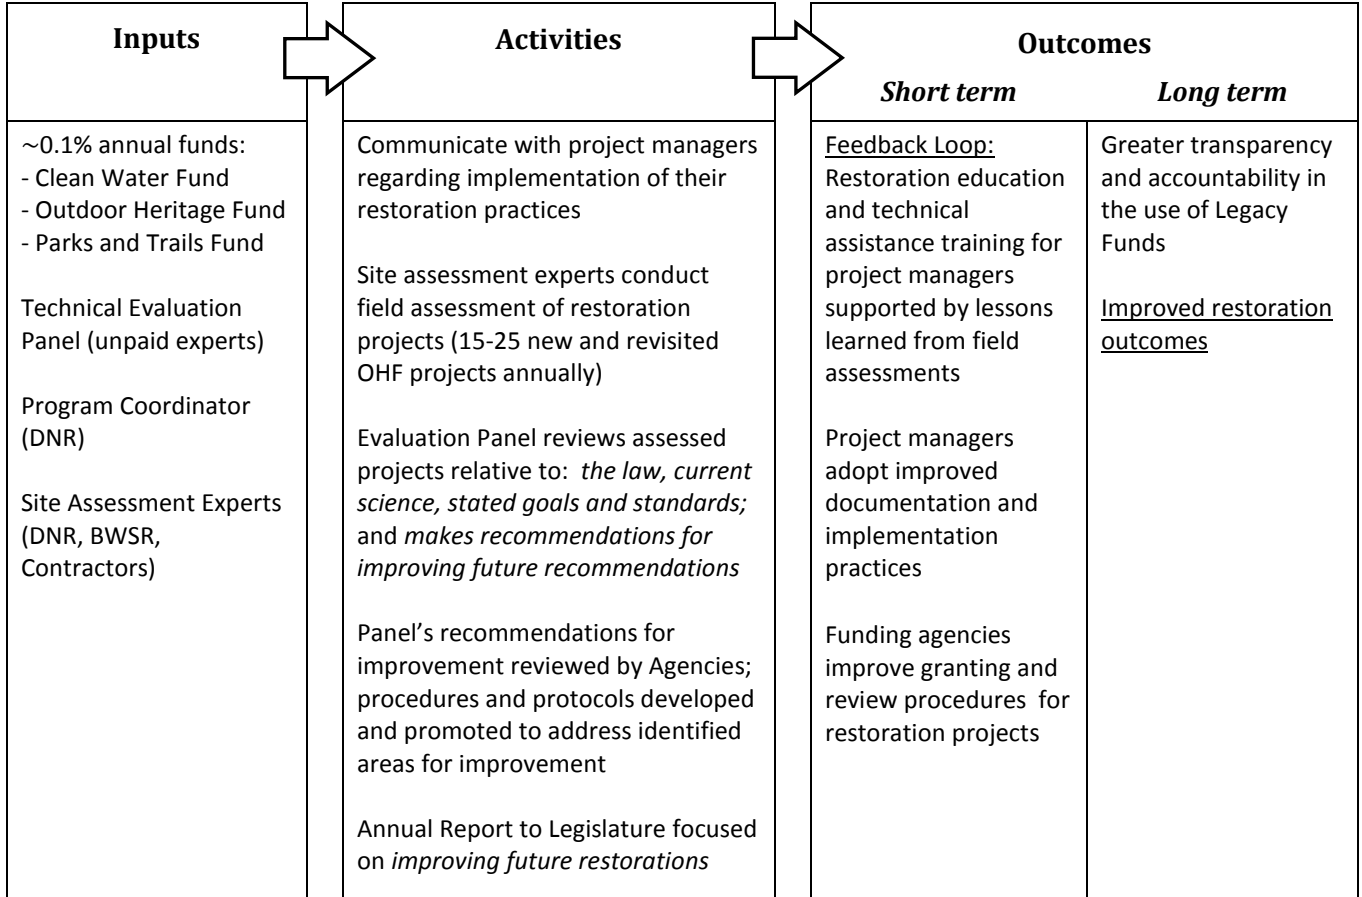 Inputs
~0.1% annual funds:
- Clean Water Fund
- Outdoor Heritage Fund
- Parks and Trails Fund
Technical Evaluation
Panel (unpaid experts)
Program Coordinator
(DNR)
Site Assessment Experts
(DNR, BWSR,
Contractors)
Activities
Communicate with project managers
regarding implementation of their
restoration practices
Site assessment experts conduct
field assessment of restoration
projects (15-25 new and revisited
OHF projects annually)
Evaluation Panel reviews assessed
projects relative to:  the law, current
science, stated goals and standards;
and makes recommendations for
improving future recommendations
Panel’s recommendations for
improvement reviewed by Agencies;
procedures and protocols developed
and promoted to address identified
areas for improvement
Annual Report to Legislature focused
on improving future restorations
Outcomes
Short term
Feedback Loop:
Restoration education
and technical
assistance training for
project managers
supported by lessons
learned from field
assessments
Project managers
adopt improved
documentation and
implementation
practices
Funding agencies
improve granting and
review procedures  for
restoration projects
Long term
Greater transparency
and accountability in
the use of Legacy
Funds
Improved restoration
outcomes